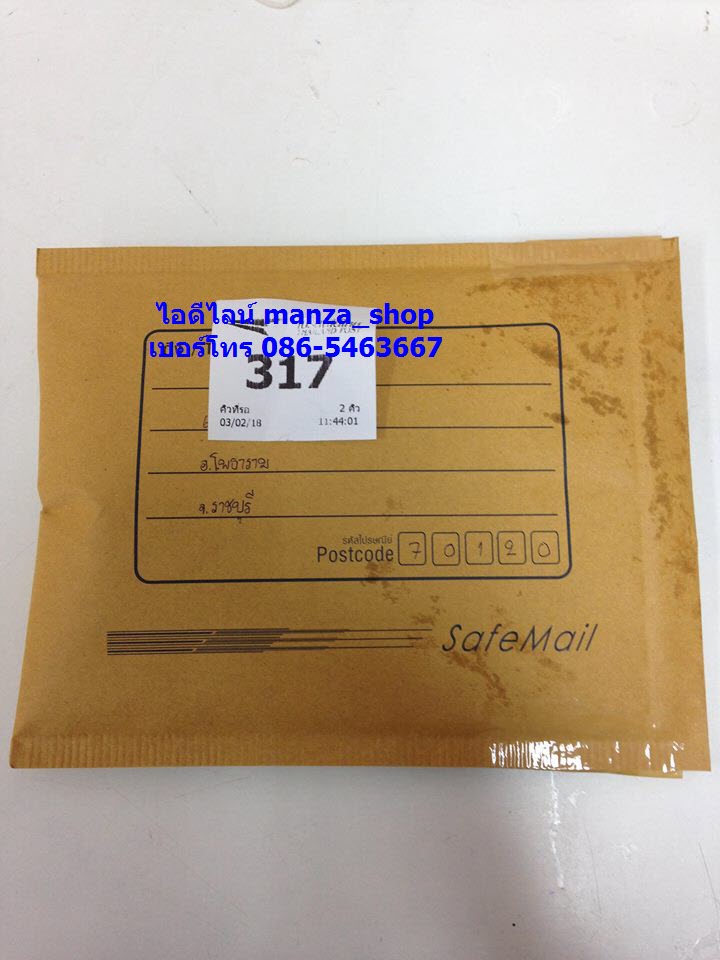 ไอดีไลน์ manza_shop
THAILAND POST
เบอร์โทร 086-5463667
317
คิวที่รอ 2 คิว
03/02/18 11:44:01
อ.โพธาราม
จ.ราชบุรี
รหัสไปรษณีย์
Postcode 70120
SafeMail